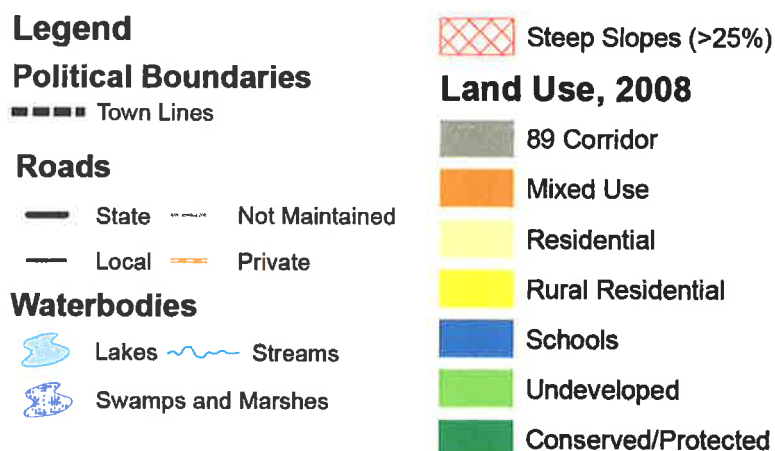 Legend
Political Boundaries
Town Lines
Roads
State
Not Maintained
Local
Private
Waterbodies
Lakes
Streams
Swamps and Marshes
Steep Slopes (>25%)
Land Use, 2008
89 Corridor
Mixed Use
Residential
Rural Residential
Schools
Undeveloped
Conserved/Protected